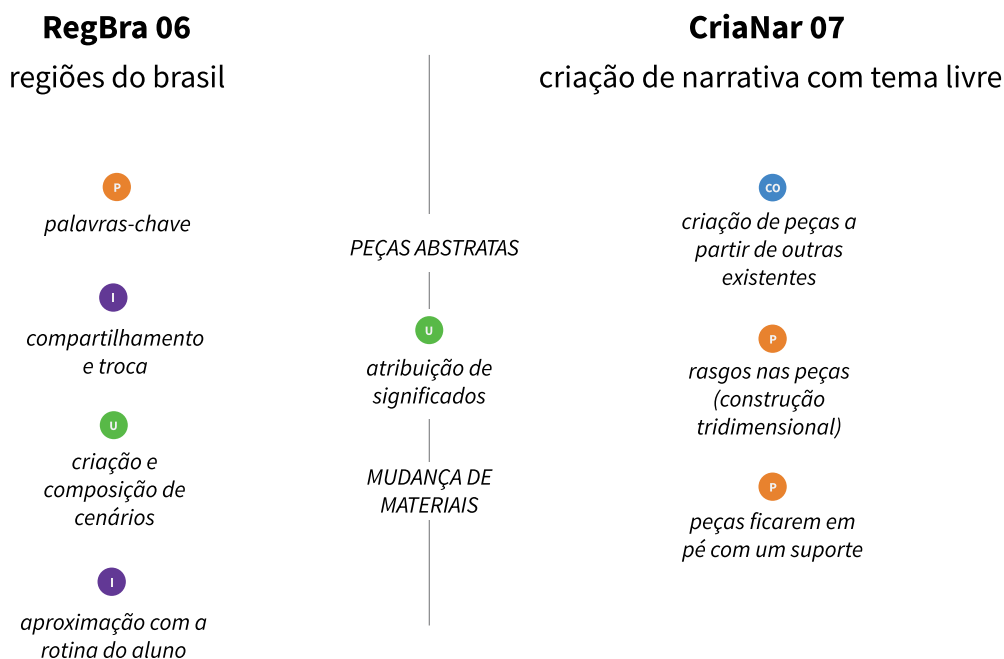 RegBra 06
regiões do brasil
P
palavras-chave
I
compartilhamento
e troca
U
criação e
composição de
cenários
I
aproximação com a
rotina do aluno
PEÇAS ABSTRATAS
U
atribuição de
significados
MUDANÇA DE
MATERIAIS
CriaNar 07
criação de narrativa com tema livre
CO
criação de peças a
partir de outras
existentes
P
rasgos nas peças
(construção
tridimensional)
P
peças ficarem em
pé com um suporte